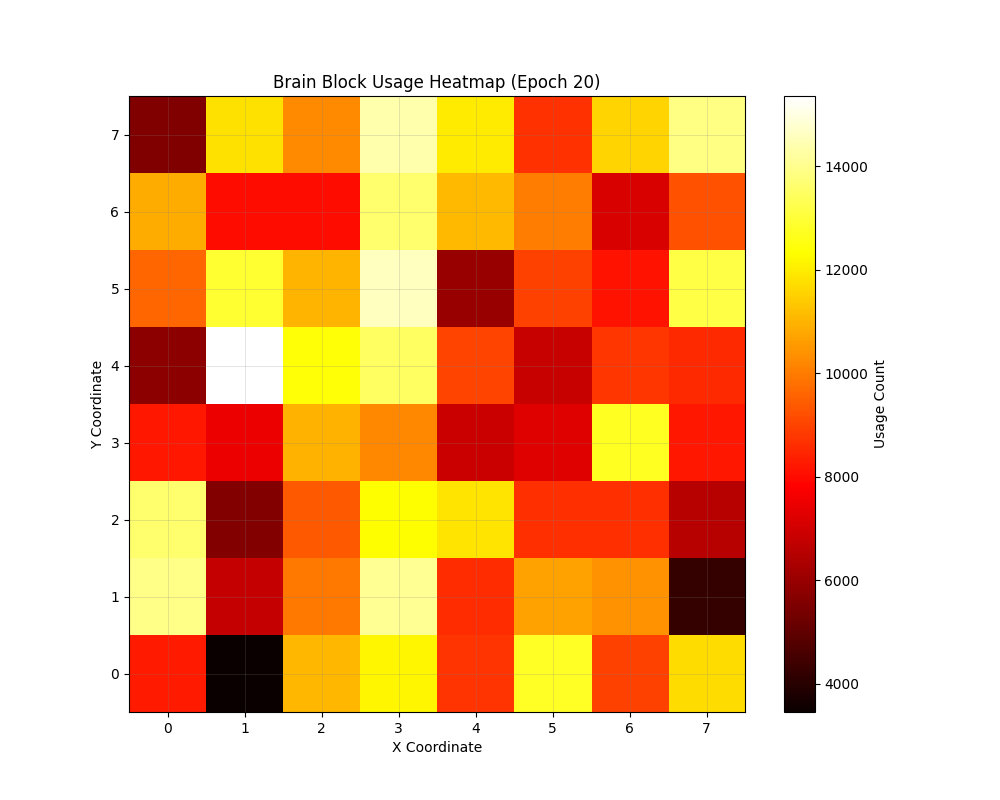 Brain Block Usage Heatmap (Epoch 20)
7
6
5
4
3
2
1
0
Y Coordinate
0 1 2 3 4 5 6 7
X Coordinate
14000
12000
10000
8000
6000
4000
Usage Count